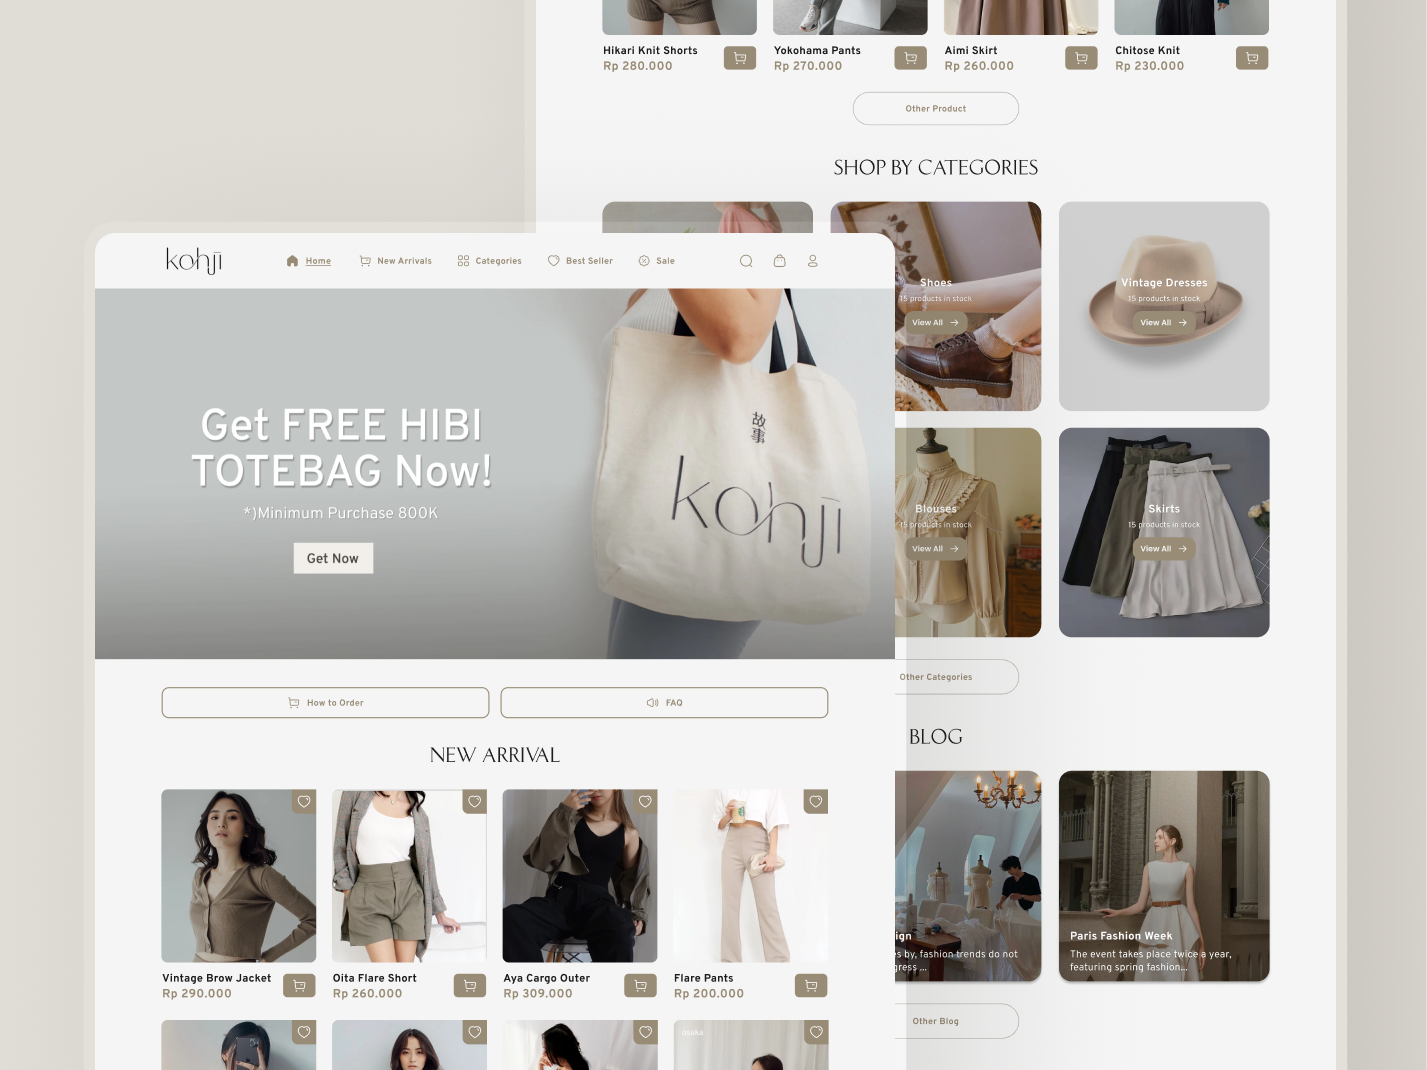 Hikari Knit Shorts
Rp 280.000
Yokohama Pants
Rp 270.000
Aimi Skirt
Rp 260.000
Chitose Knit
Rp 230.000
Other Product
SHOP BY CATEGORIES
Shoes
15 products in stock
View All
Vintage Dresses
15 products in stock
View All
Blouses
15 products in stock
View All
Skirts
15 products in stock
View All
Other Categories
BLOG
ign
es by, fashion trends do not
gress ...
Paris Fashion Week
The event takes place twice a year,
featuring spring fashion...
Other Blog
kohjī
Home
New Arrivals
Categories
Best Seller
Sale
Get FREE HIBI
TOTEBAG Now!
*)Minimum Purchase 800K
Get Now
kohjī
How to Order
FAQ
NEW ARRIVAL
Vintage Brow Jacket
Rp 290.000
Oita Flare Short
Rp 260.000
Aya Cargo Outer
Rp 309.000
Flare Pants
Rp 200.000
osaka